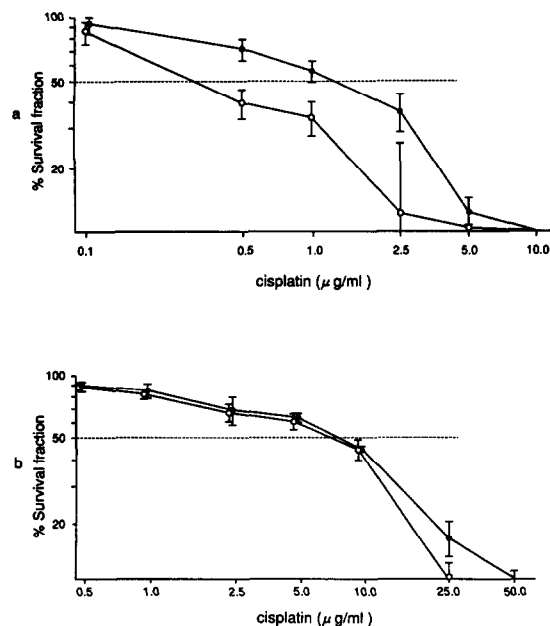 100
50
20
a
% Survival fraction
0.1 0.5 1.0 2.5 5.0 10.0
cisplatin (μg/ml)
100
50
20
b
% Survival fraction
0.5 1.0 2.5 5.0 10.0 25.0 50.0
cisplatin (μg/ml)